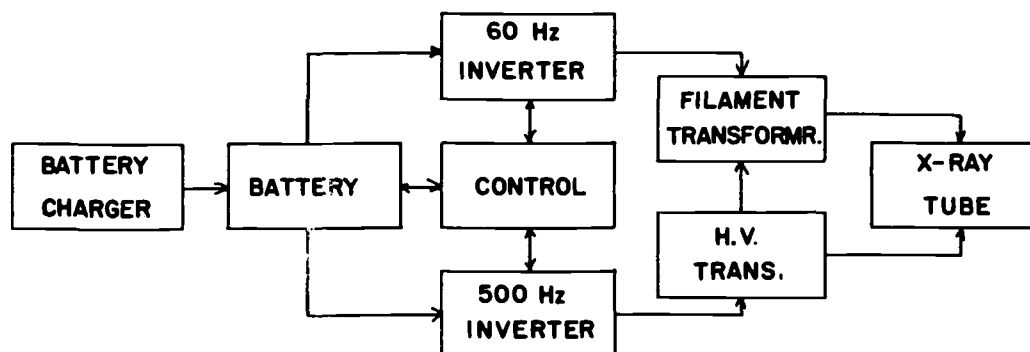 60 Hz
INVERTER
FILAMENT
TRANSFORMR.
BATTERY
CHARGER
BATTERY
CONTROL
X-RAY
TUBE
H.V.
TRANS.
500 Hz
INVERTER